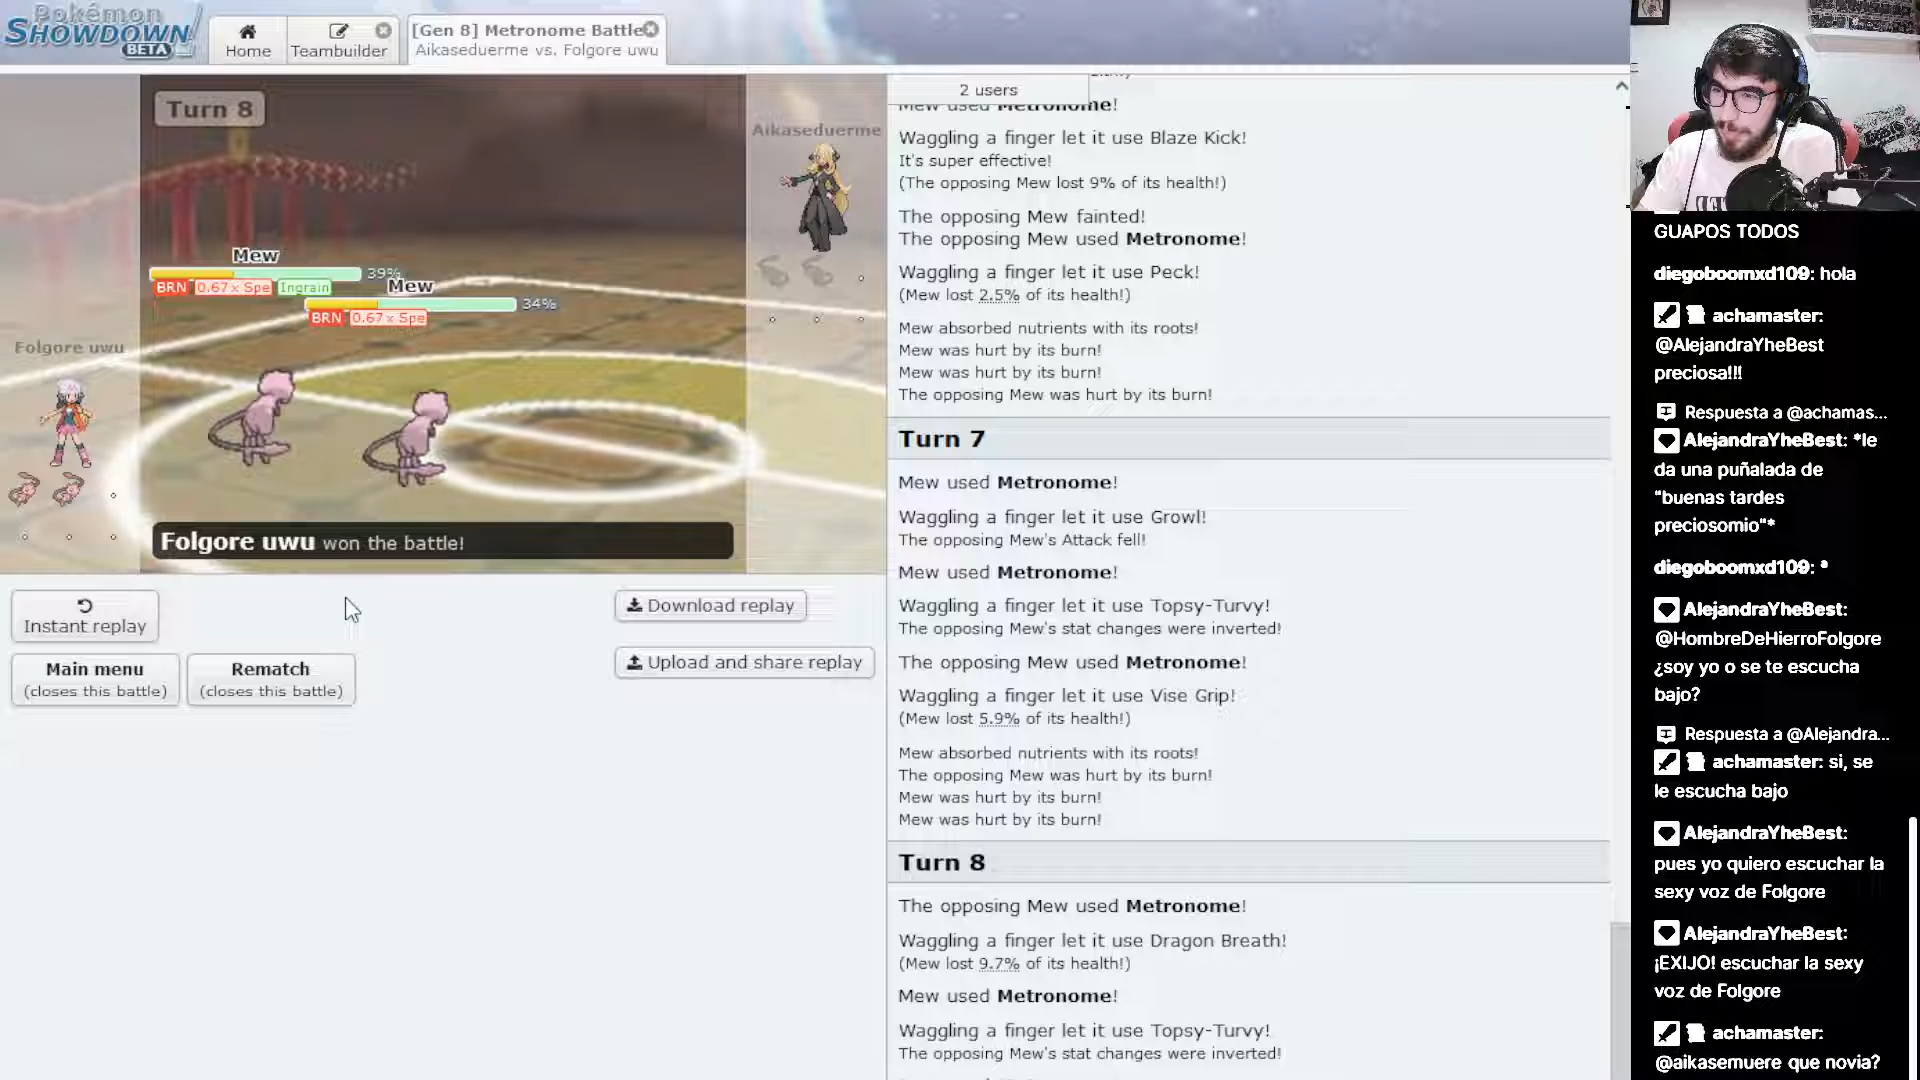 Pokémon
SHOWDOWN
BETA
Home
Teambuilder
[Gen 8] Metronome Battle
Aikaseduerme vs. Folgore uwu
Turn 8
Aikaseduerme
Mew
39%
BRN 0.67× Spe Ingrain
Mew
34%
BRN 0.67× Spe
Folgore uwu
Folgore uwu won the battle!
Instant replay
Download replay
Upload and share replay
Main menu
(closes this battle)
Rematch
(closes this battle)
2 users
Mew used Metronome!
Waggling a finger let it use Blaze Kick!
It's super effective!
(The opposing Mew lost 9% of its health!)
The opposing Mew fainted!
The opposing Mew used Metronome!
Waggling a finger let it use Peck!
(Mew lost 2.5% of its health!)
Mew absorbed nutrients with its roots!
Mew was hurt by its burn!
Mew was hurt by its burn!
The opposing Mew was hurt by its burn!
Turn 7
Mew used Metronome!
Waggling a finger let it use Growl!
The opposing Mew's Attack fell!
Mew used Metronome!
Waggling a finger let it use Topsy-Turvy!
The opposing Mew's stat changes were inverted!
The opposing Mew used Metronome!
Waggling a finger let it use Vise Grip!
(Mew lost 5.9% of its health!)
Mew absorbed nutrients with its roots!
The opposing Mew was hurt by its burn!
Mew was hurt by its burn!
Mew was hurt by its burn!
Turn 8
The opposing Mew used Metronome!
Waggling a finger let it use Dragon Breath!
(Mew lost 9.7% of its health!)
Mew used Metronome!
Waggling a finger let it use Topsy-Turvy!
The opposing Mew's stat changes were inverted!
GUAPOS TODOS
diegoboomxd109: hola
achamaster:
@AlejandraYheBest
preciosa!!!
Respuesta a @achamas...
AlejandraYheBest: *le
da una puñalada de
"buenas tardes
preciosomio"*
diegoboomxd109: ª
AlejandraYheBest:
@HombreDeHierroFolgore
¿soy yo o se te escucha
bajo?
Respuesta a @Alejandra...
achamaster: si, se
le escucha bajo
AlejandraYheBest:
pues yo quiero escuchar la
sexy voz de Folgore
AlejandraYheBest:
¡EXIJO! escuchar la sexy
voz de Folgore
achamaster:
@aikasemuere que novia?